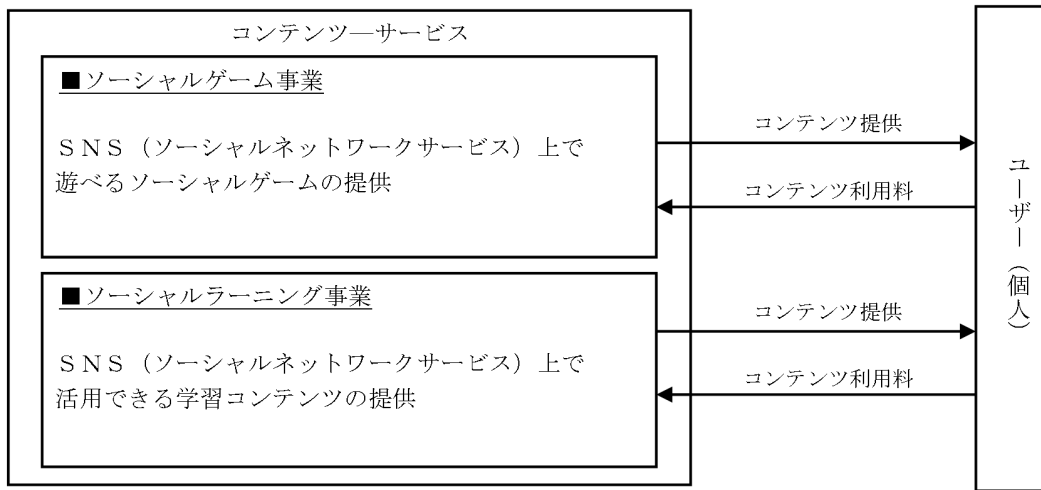 コンテンツ―サービス
■ソーシャルゲーム事業
ＳＮＳ（ソーシャルネットワークサービス）上で
遊べるソーシャルゲームの提供
コンテンツ提供
コンテンツ利用料
■ソーシャルラーニング事業
ＳＮＳ（ソーシャルネットワークサービス）上で
活用できる学習コンテンツの提供
コンテンツ提供
コンテンツ利用料
ユーザー（個人）